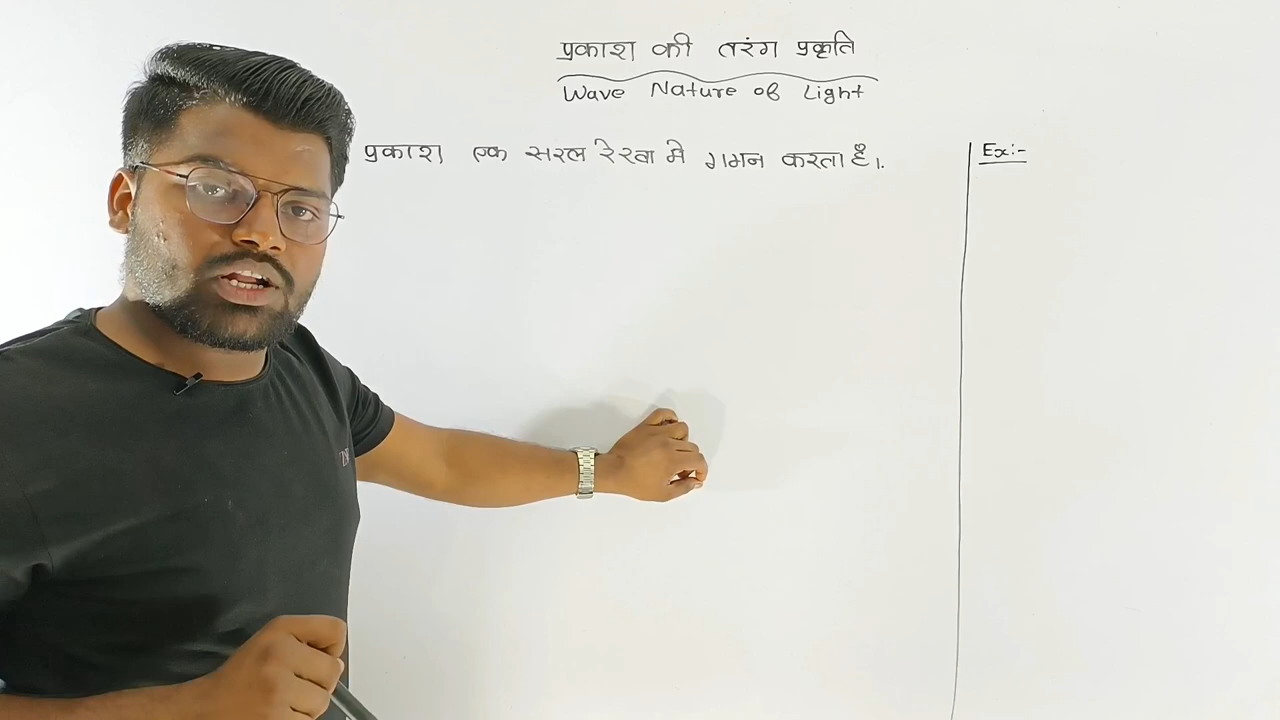 प्रकाश की तरंग प्रकृति
Wave Nature of Light
प्रकाश एक सरल रेखा मे गमन करता है।
Ex:-